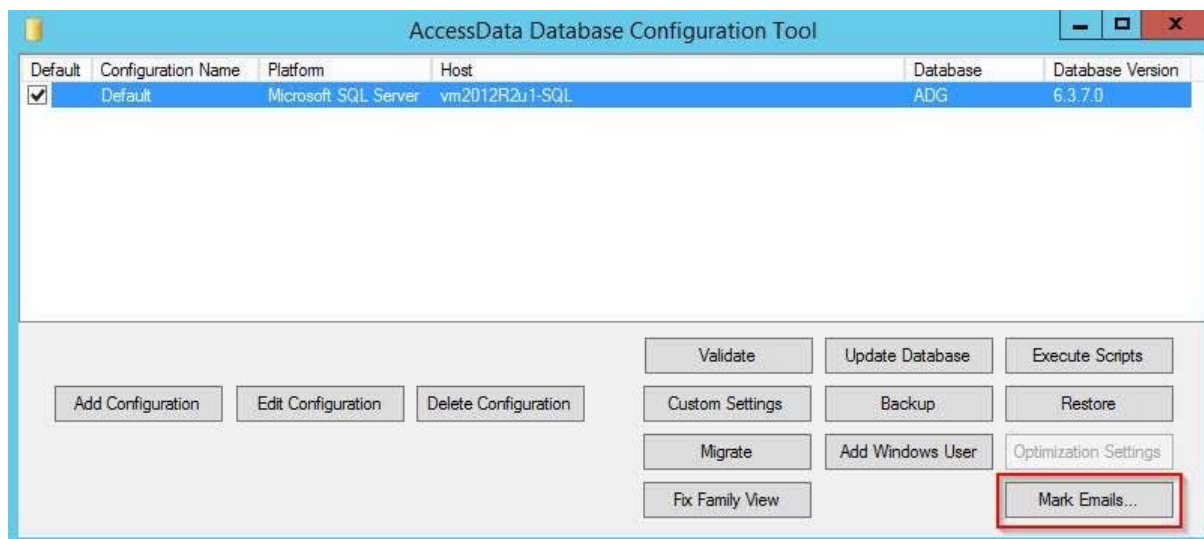 AccessData Database Configuration Tool
Default Configuration Name Platform Host Database Database Version
Default Microsoft SQL Server vm2012R2u1-SQL ADG 6.3.7.0
Validate Update Database Execute Scripts
Add Configuration Edit Configuration Delete Configuration Custom Settings Backup Restore
Migrate Add Windows User Optimization Settings
Fix Family View Mark Emails...